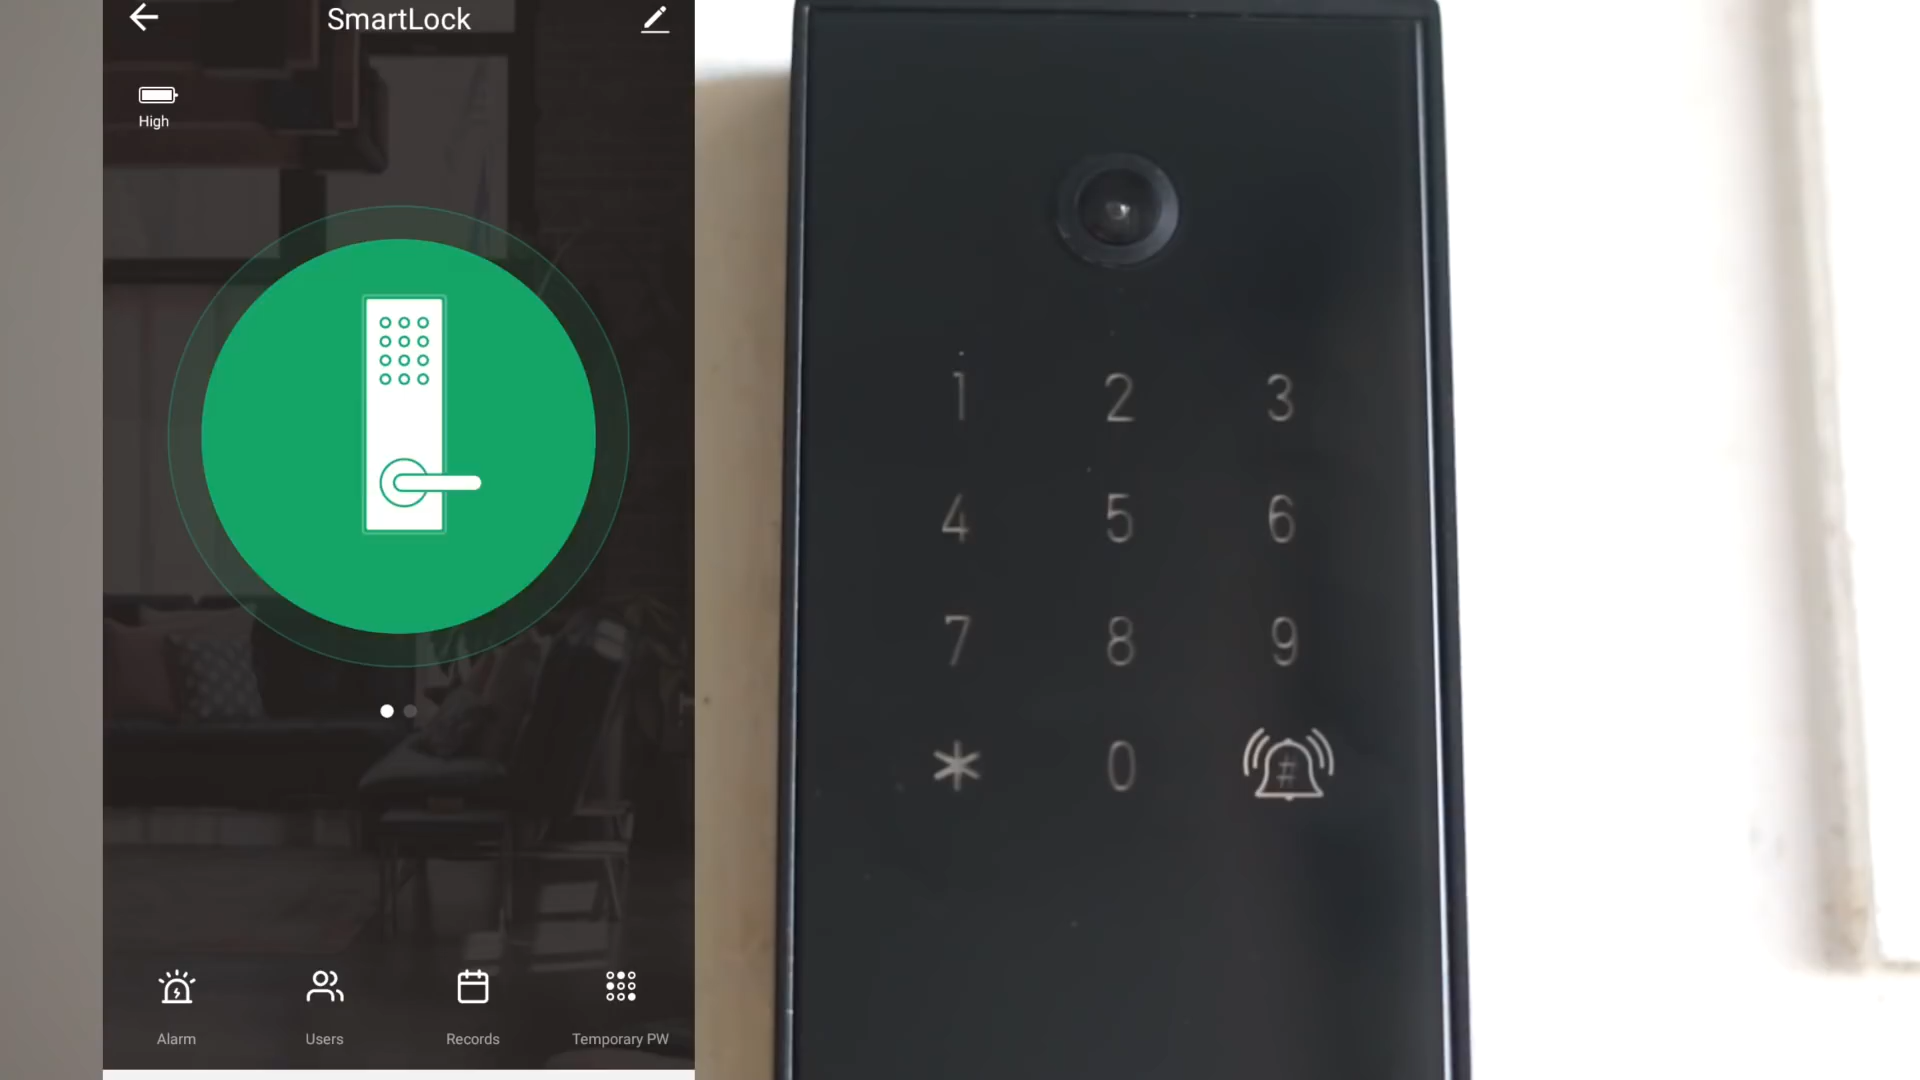 SmartLock
High
Alarm Users Records Temporary PW
1 2 3
4 5 6
7 8 9
* 0 #